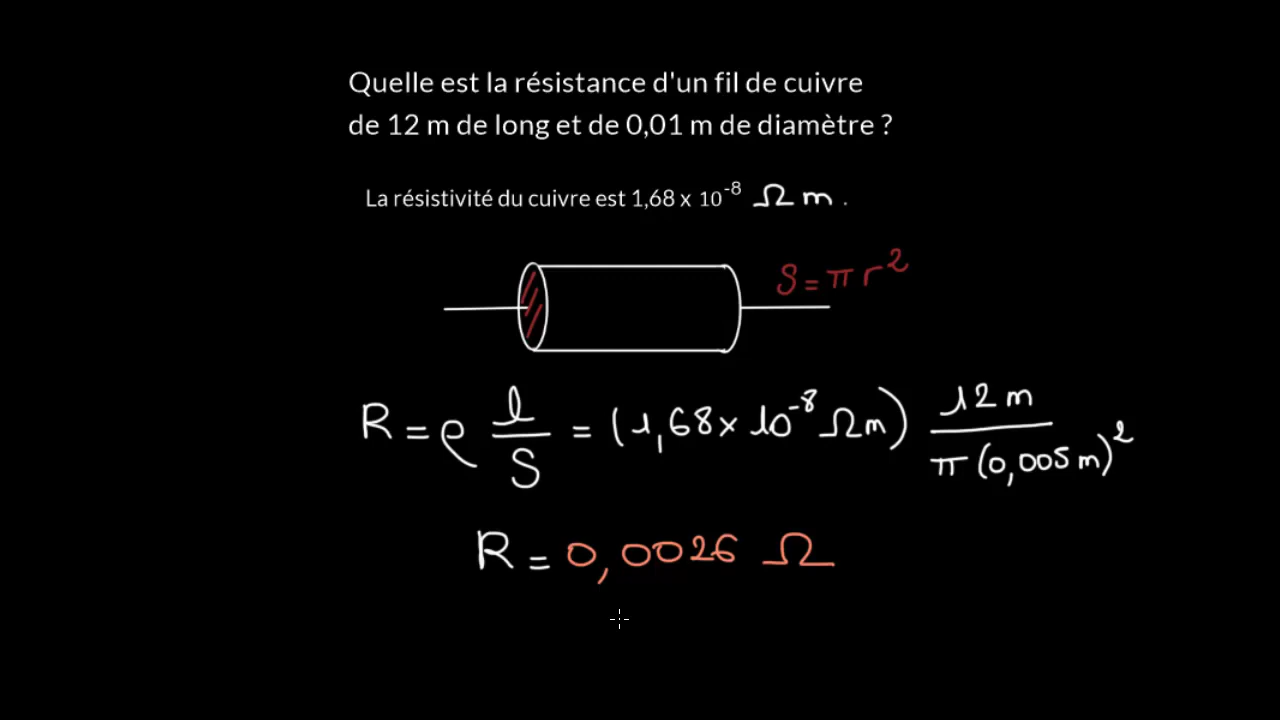 Quelle est la résistance d'un fil de cuivre
de 12 m de long et de 0,01 m de diamètre ?
La résistivité du cuivre est 1,68 x 10⁻⁸ Ω m .
S = π r²
R = ρ l/S = (1,68 × 10⁻⁸ Ω m) 12 m / π (0,005 m)²
R = 0,0026 Ω